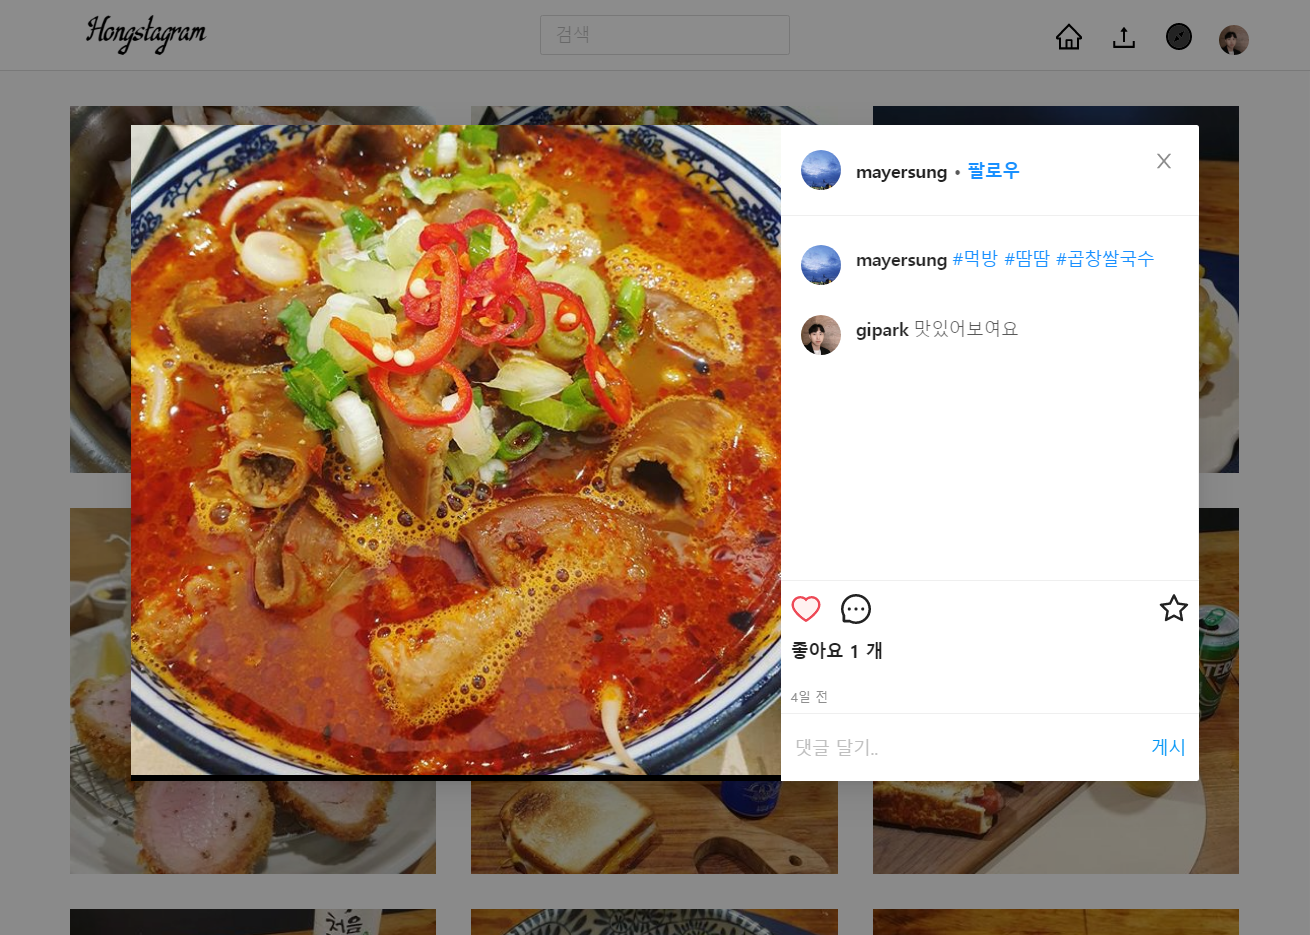 Hongstagram
검색
mayersung • 팔로우
mayersung #먹방 #땀땀 #곱창쌀국수
gipark 맛있어보여요
좋아요 1 개
4일 전
댓글 달기..
게시
처음